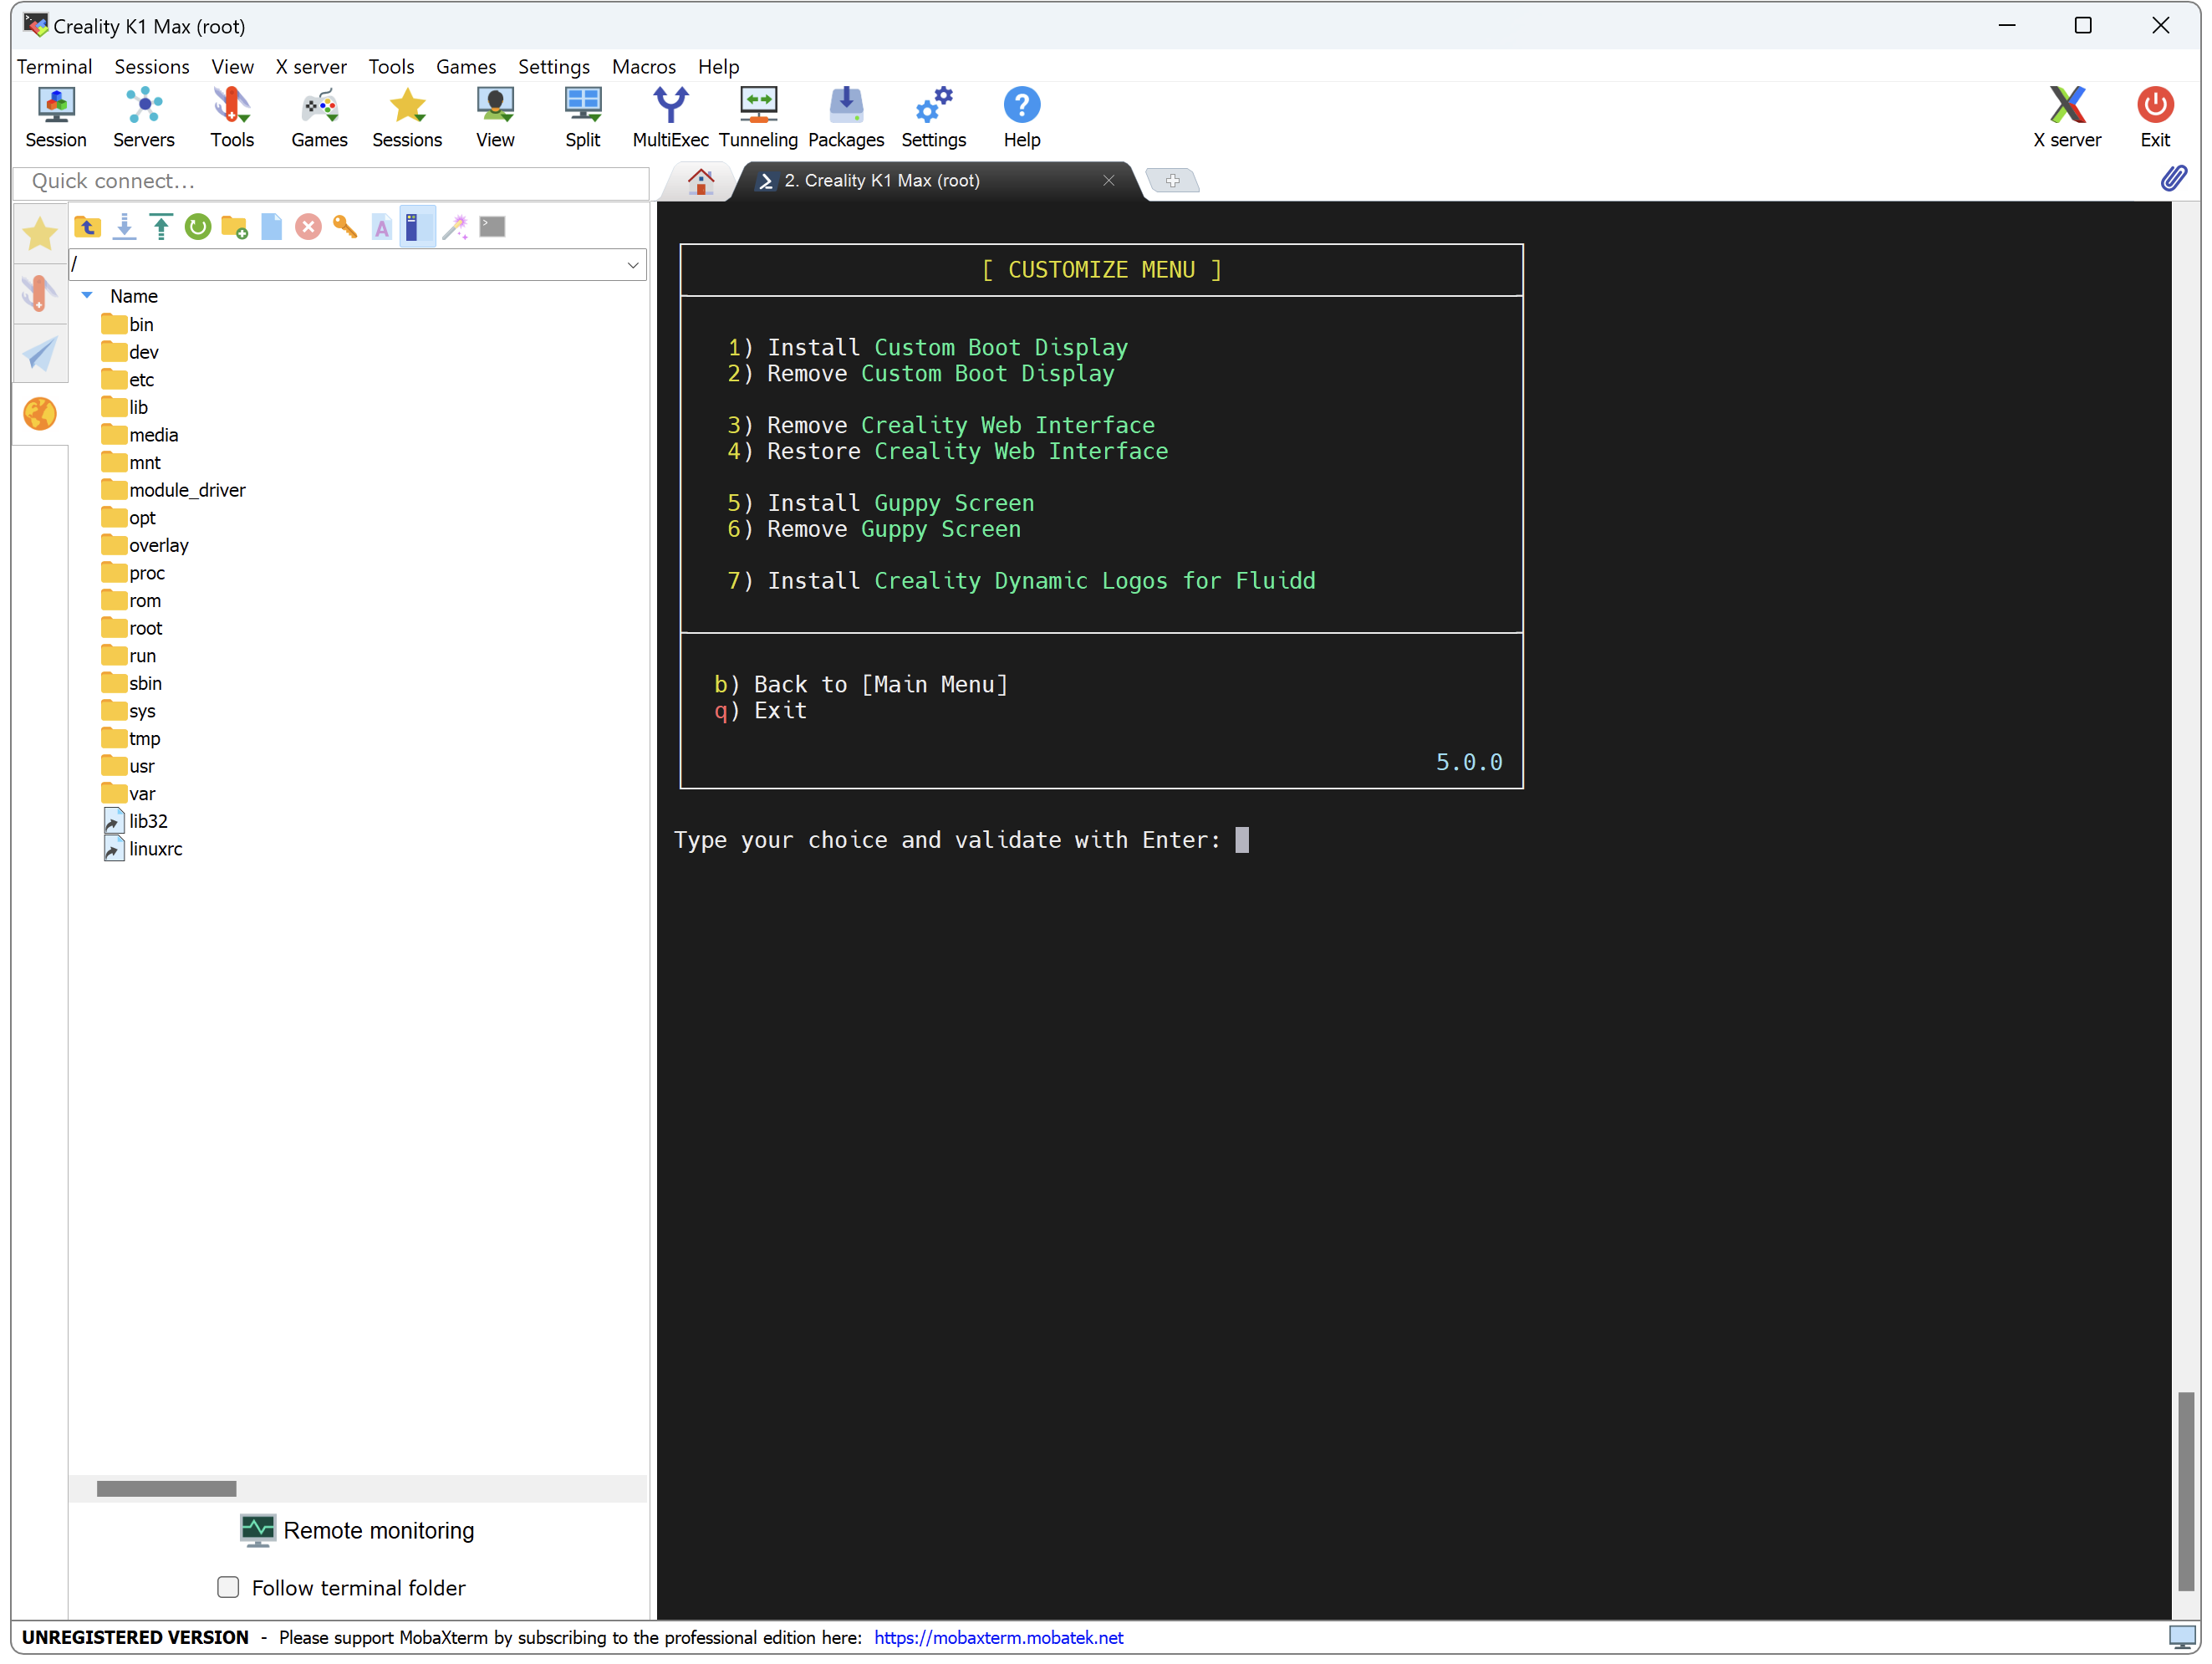 Creality K1 Max (root)
Terminal Sessions View X server Tools Games Settings Macros Help
Session Servers Tools Games Sessions View Split MultiExec Tunneling Packages Settings Help X server Exit
Quick connect...
2. Creality K1 Max (root)
/
Name
bin
dev
etc
lib
media
mnt
module_driver
opt
overlay
proc
rom
root
run
sbin
sys
tmp
usr
var
lib32
linuxrc
Remote monitoring
Follow terminal folder
[ CUSTOMIZE MENU ]
1) Install Custom Boot Display
2) Remove Custom Boot Display
3) Remove Creality Web Interface
4) Restore Creality Web Interface
5) Install Guppy Screen
6) Remove Guppy Screen
7) Install Creality Dynamic Logos for Fluidd
b) Back to [Main Menu]
q) Exit
5.0.0
Type your choice and validate with Enter:
UNREGISTERED VERSION - Please support MobaXterm by subscribing to the professional edition here: https://mobaxterm.mobatek.net